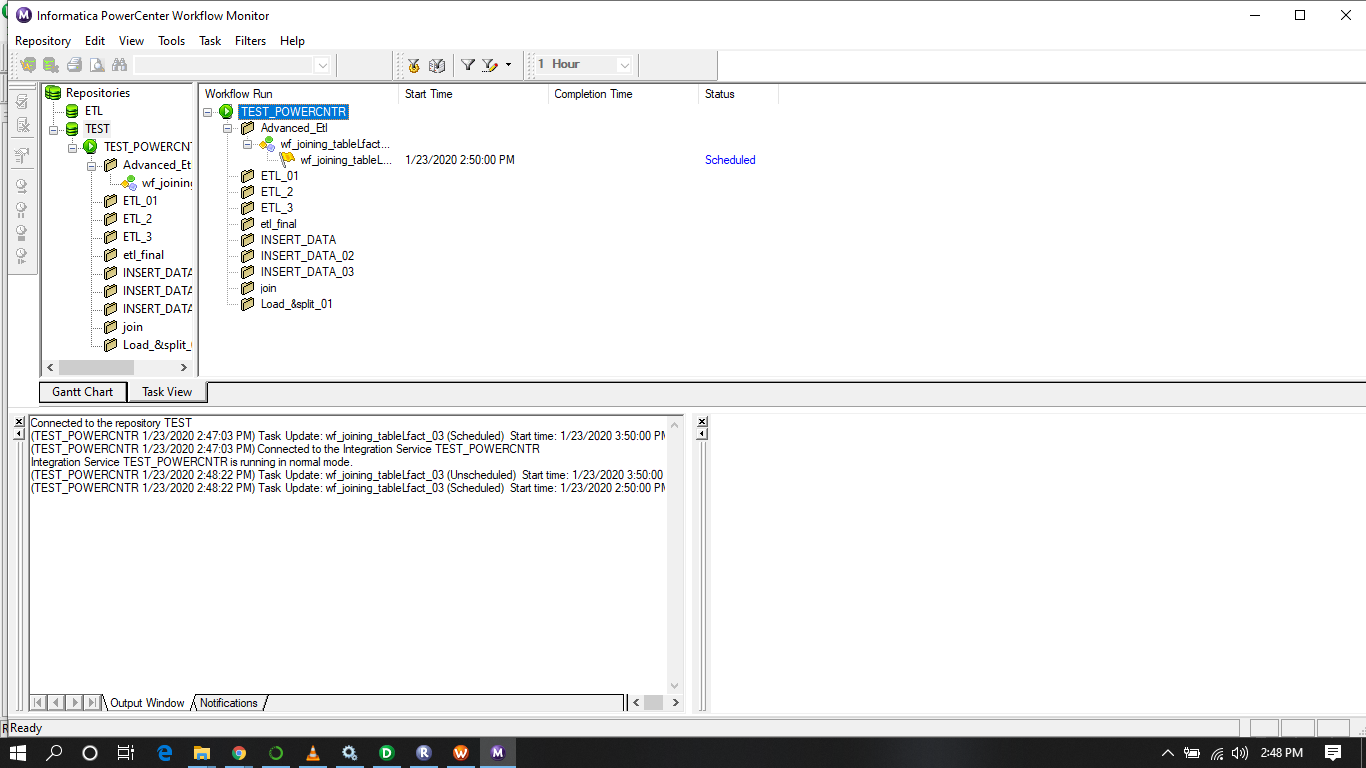 Informatica PowerCenter Workflow Monitor
Repository Edit View Tools Task Filters Help
1 Hour
Repositories
ETL
TEST
TEST_POWERCNT
Advanced_Et
wf_joining
ETL_01
ETL_2
ETL_3
etl_final
INSERT_DATA
INSERT_DATA
INSERT_DATA
join
Load_&split_
Workflow Run Start Time Completion Time Status
TEST_POWERCNTR
Advanced_Etl
wf_joining_tableLfact...
wf_joining_tableL... 1/23/2020 2:50:00 PM Scheduled
ETL_01
ETL_2
ETL_3
etl_final
INSERT_DATA
INSERT_DATA_02
INSERT_DATA_03
join
Load_&split_01
Gantt Chart Task View
Connected to the repository TEST
(TEST_POWERCNTR 1/23/2020 2:47:03 PM) Task Update: wf_joining_tableLfact_03 (Scheduled) Start time: 1/23/2020 3:50:00 PM
(TEST_POWERCNTR 1/23/2020 2:47:03 PM) Connected to the Integration Service TEST_POWERCNTR
Integration Service TEST_POWERCNTR is running in normal mode.
(TEST_POWERCNTR 1/23/2020 2:48:22 PM) Task Update: wf_joining_tableLfact_03 (Unscheduled) Start time: 1/23/2020 3:50:00
(TEST_POWERCNTR 1/23/2020 2:48:22 PM) Task Update: wf_joining_tableLfact_03 (Scheduled) Start time: 1/23/2020 2:50:00 PM
Output Window Notifications
Ready
2:48 PM